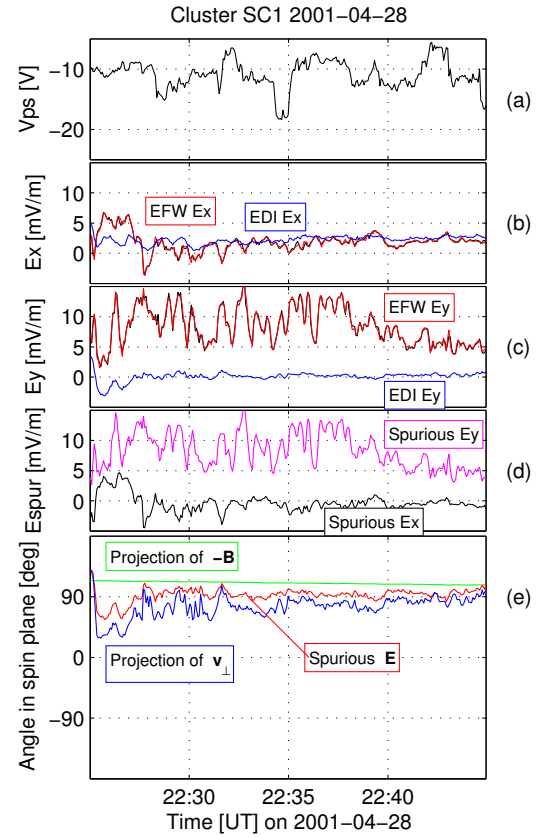 Cluster SC1 2001−04−28
Vps [V]
−10
−20
(a)
Ex [mV/m]
10
5
0
EFW Ex
EDI Ex
(b)
Ey [mV/m]
10
5
0
EFW Ey
EDI Ey
(c)
Espur [mV/m]
10
5
0
Spurious Ey
Spurious Ex
(d)
Angle in spin plane [deg]
90
0
−90
Projection of −B
Projection of v⊥
Spurious E
(e)
22:30 22:35 22:40
Time [UT] on 2001−04−28